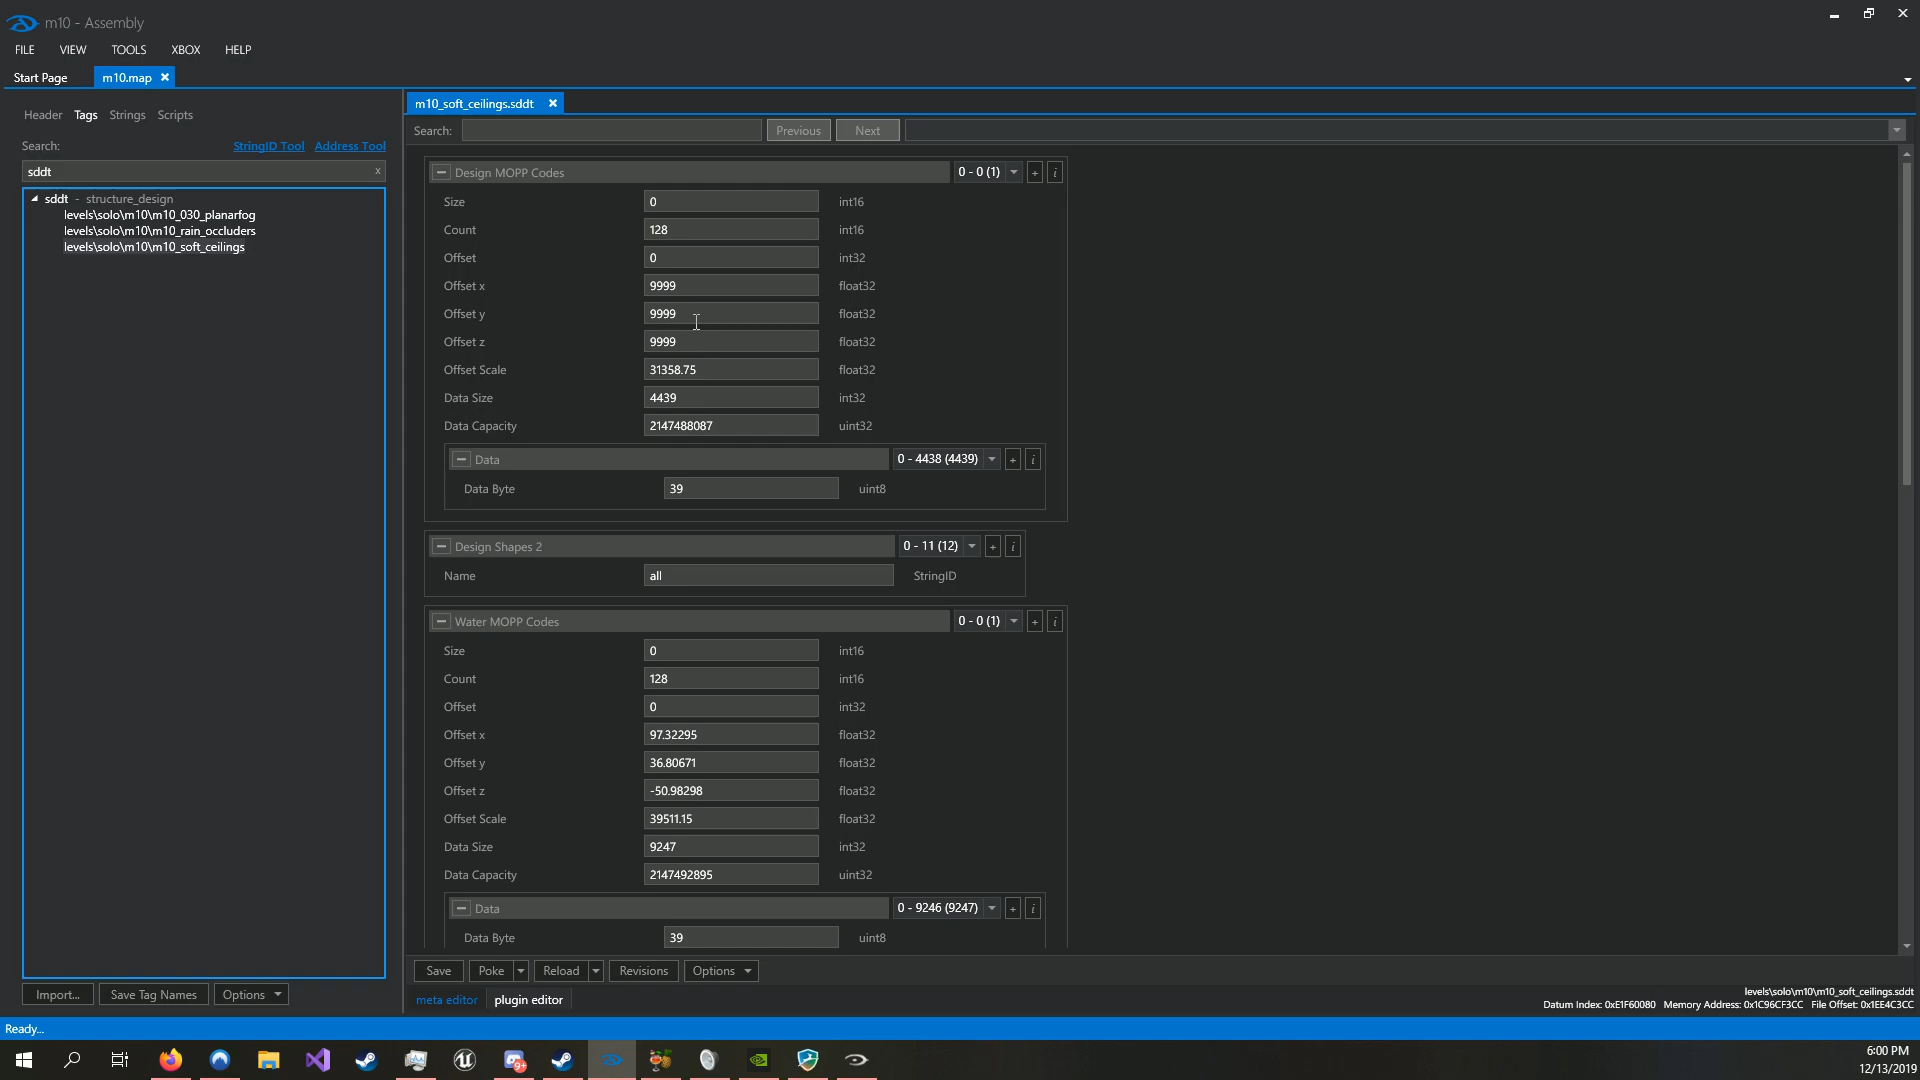 m10 - Assembly
FILE VIEW TOOLS XBOX HELP
Start Page m10.map
Header Tags Strings Scripts
Search: StringID Tool Address Tool
sddt x
sddt - structure_design
levels\solo\m10\m10_030_planarfog
levels\solo\m10\m10_rain_occluders
levels\solo\m10\m10_soft_ceilings
Import... Save Tag Names Options
m10_soft_ceilings.sddt
Search: Previous Next
Design MOPP Codes 0 - 0 (1) + i
Size 0 int16
Count 128 int16
Offset 0 int32
Offset x 9999 float32
Offset y 9999 float32
Offset z 9999 float32
Offset Scale 31358.75 float32
Data Size 4439 int32
Data Capacity 2147488087 uint32
Data 0 - 4438 (4439) + i
Data Byte 39 uint8
Design Shapes 2 0 - 11 (12) + i
Name all StringID
Water MOPP Codes 0 - 0 (1) + i
Size 0 int16
Count 128 int16
Offset 0 int32
Offset x 97.32295 float32
Offset y 36.80671 float32
Offset z -50.98298 float32
Offset Scale 39511.15 float32
Data Size 9247 int32
Data Capacity 2147492895 uint32
Data 0 - 9246 (9247) + i
Data Byte 39 uint8
Save Poke Reload Revisions Options
meta editor plugin editor
levels\solo\m10\m10_soft_ceilings.sddt
Datum Index: 0xE1F60080 Memory Address: 0x1C96CF3CC File Offset: 0x1EE4C3CC
Ready...
9+
6:00 PM
12/13/2019